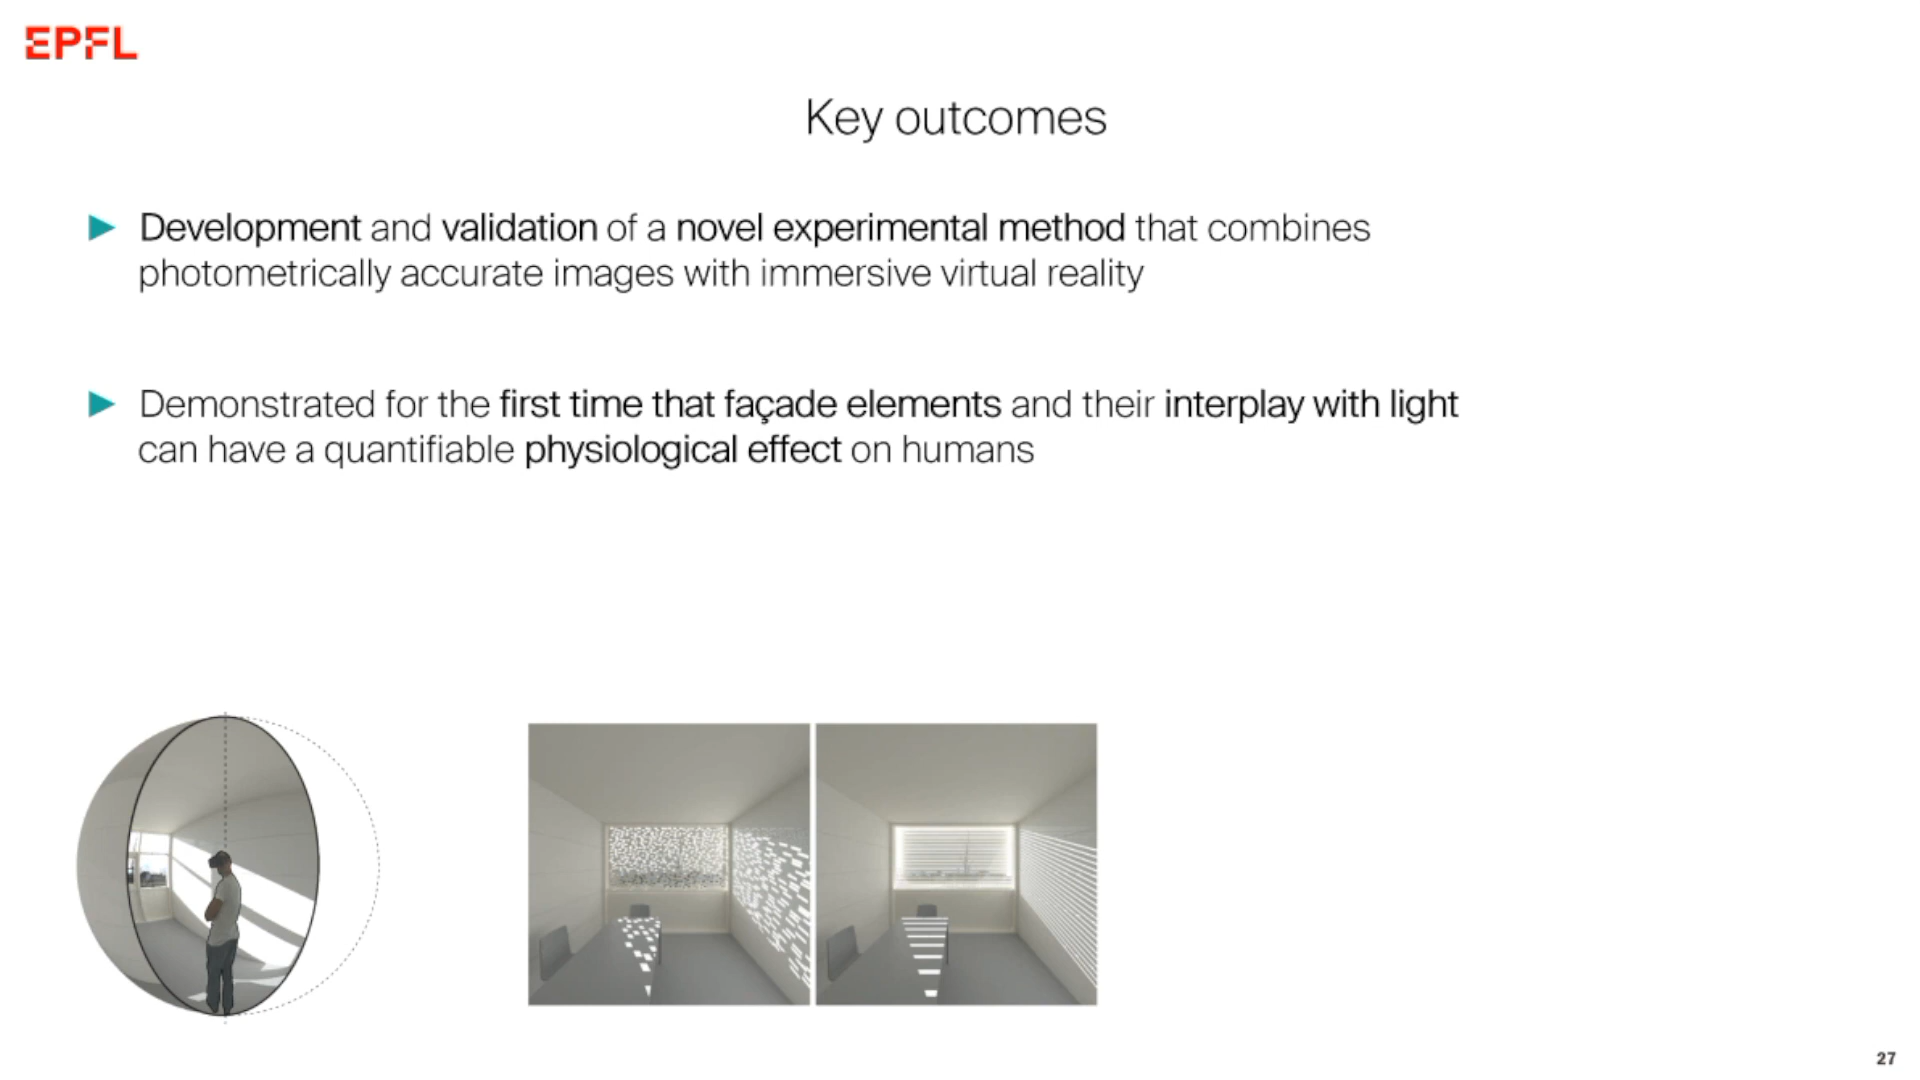 EPFL
Key outcomes
Development and validation of a novel experimental method that combines
photometrically accurate images with immersive virtual reality
Demonstrated for the first time that façade elements and their interplay with light
can have a quantifiable physiological effect on humans
27